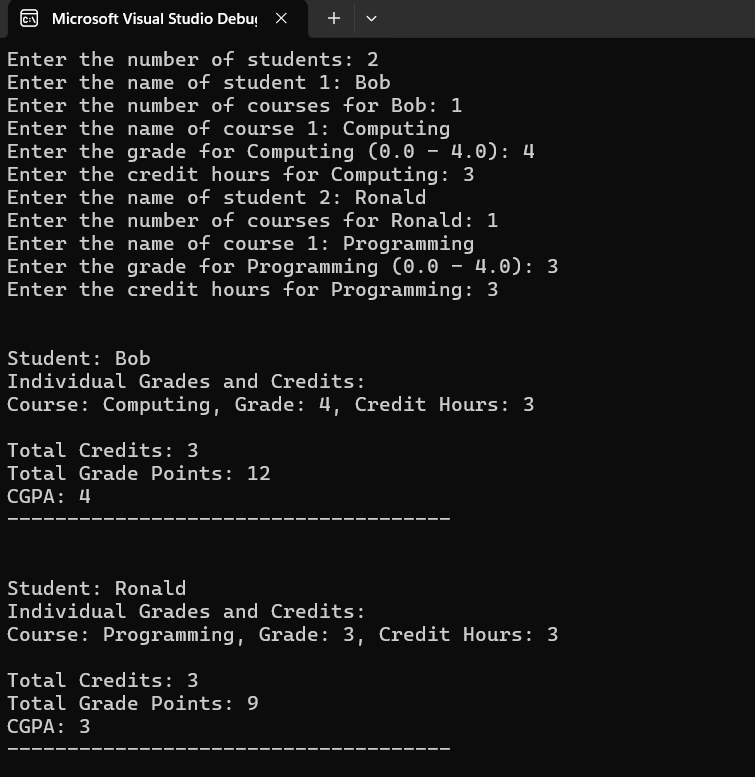 Microsoft Visual Studio Debug
Enter the number of students: 2
Enter the name of student 1: Bob
Enter the number of courses for Bob: 1
Enter the name of course 1: Computing
Enter the grade for Computing (0.0 - 4.0): 4
Enter the credit hours for Computing: 3
Enter the name of student 2: Ronald
Enter the number of courses for Ronald: 1
Enter the name of course 1: Programming
Enter the grade for Programming (0.0 - 4.0): 3
Enter the credit hours for Programming: 3
Student: Bob
Individual Grades and Credits:
Course: Computing, Grade: 4, Credit Hours: 3
Total Credits: 3
Total Grade Points: 12
CGPA: 4
-------------------------------------
Student: Ronald
Individual Grades and Credits:
Course: Programming, Grade: 3, Credit Hours: 3
Total Credits: 3
Total Grade Points: 9
CGPA: 3
-------------------------------------